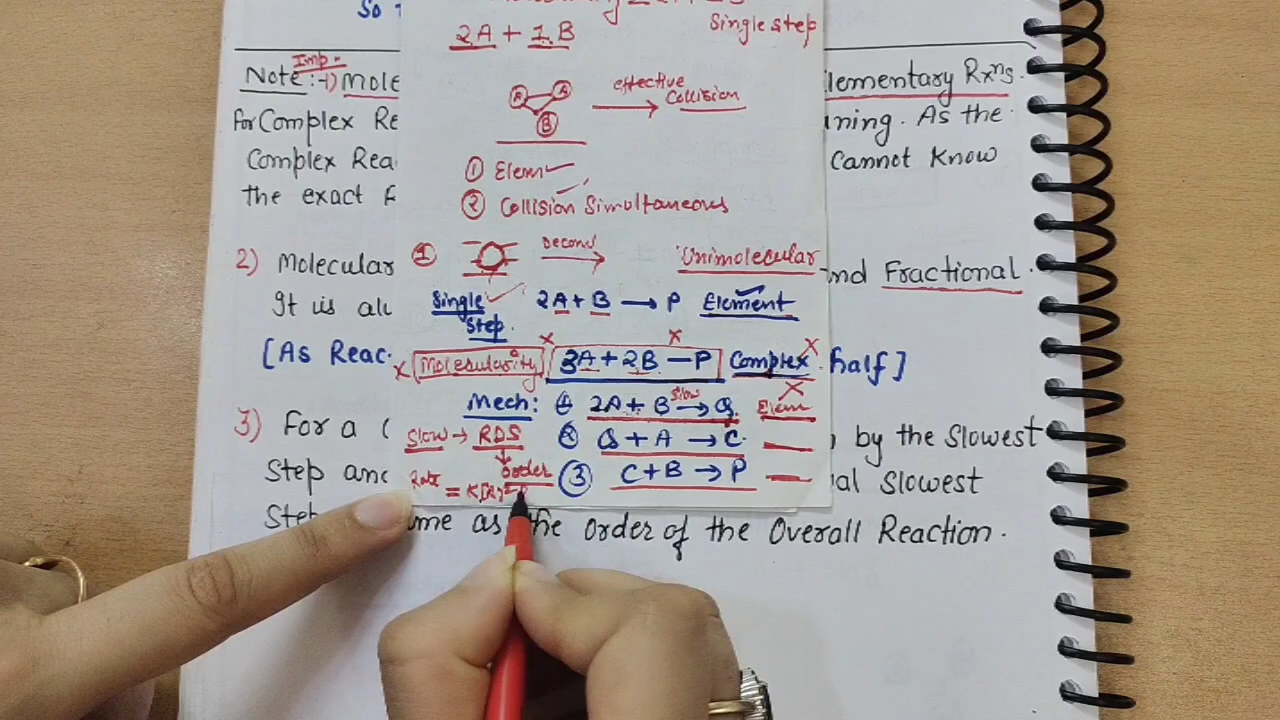 So
Single step
2A + 1B
Imp.
Note :- 1) Mole
lementary Rxns.
effective
Collision
A A
B
for Complex Re
ning. As the
Complex Rea
Cannot Know
① Elem
the exact
② Collision Simultaneous
①
Unimolecular
2) Molecular
nd Fractional.
It is al
Single
Step.
2A + B → P Element
[As Reac.
Molecularity
3A + 2B — P Complex
half]
Mech: ① 2A + B slow → Q Elem
3) For a (
Slow → RDS
② Q + A → C
by the Slowest
Step and
order
③ C + B → P
al Slowest
Rate = K[A]²
Ste
me as the order of the Overall Reaction.